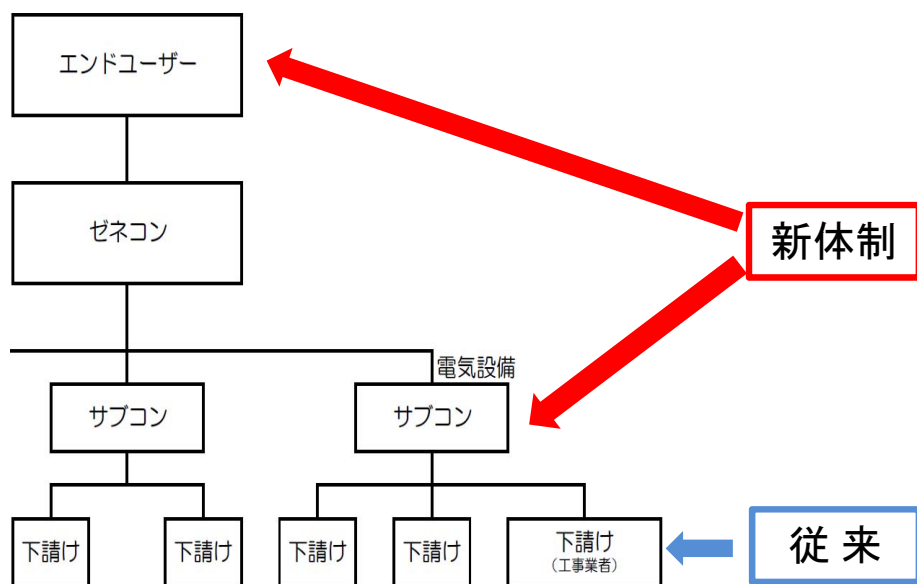 エンドユーザー
ゼネコン
新体制
電気設備
サブコン
サブコン
下請け
下請け
下請け
下請け
下請け
(工事業者)
従来